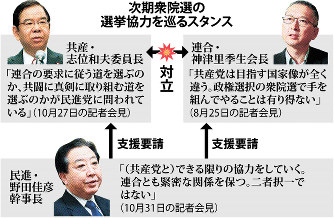 次期衆院選の
選挙協力を巡るスタンス
共産・
志位和夫委員長
「連合の要求に従う道を選ぶの
か、共闘に真剣に取り組む道を
選ぶのかが民進党に問われて
いる」(10月27日の記者会見)
対立
連合・
神津里季生会長
「共産党は目指す国家像が全く
違う。政権選択の衆院選で手を
組んでやることは有り得ない」
(8月25日の記者会見)
支援要請
支援要請
民進・
野田佳彦
幹事長
「(共産党と)できる限りの協力をしていく。
連合とも緊密な関係を保つ。二者択一で
はない」
(10月31日の記者会見)